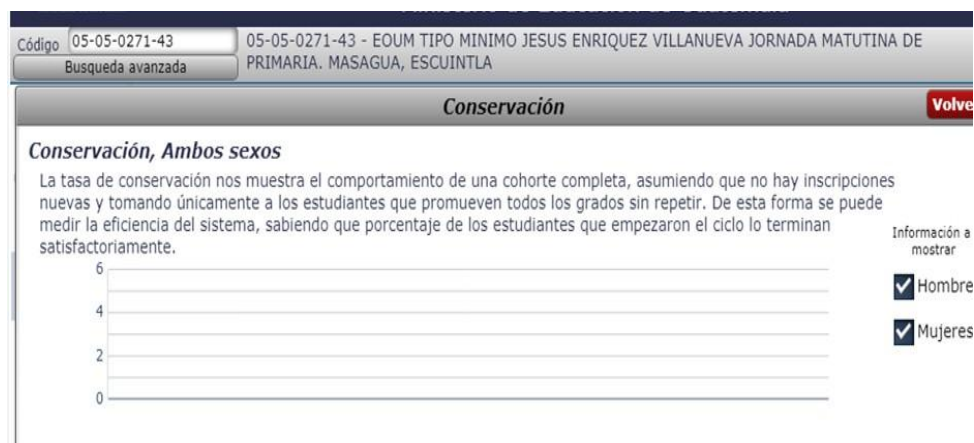 Código 05-05-0271-43
05-05-0271-43 - EOUM TIPO MINIMO JESUS ENRIQUEZ VILLANUEVA JORNADA MATUTINA DE
Busqueda avanzada
PRIMARIA. MASAGUA, ESCUINTLA
Conservación
Volve
Conservación, Ambos sexos
La tasa de conservación nos muestra el comportamiento de una cohorte completa, asumiendo que no hay inscripciones
nuevas y tomando únicamente a los estudiantes que promueven todos los grados sin repetir. De esta forma se puede
medir la eficiencia del sistema, sabiendo que porcentaje de los estudiantes que empezaron el ciclo lo terminan
satisfactoriamente.
Información a
mostrar
Hombre
Mujeres
6
4
2
0